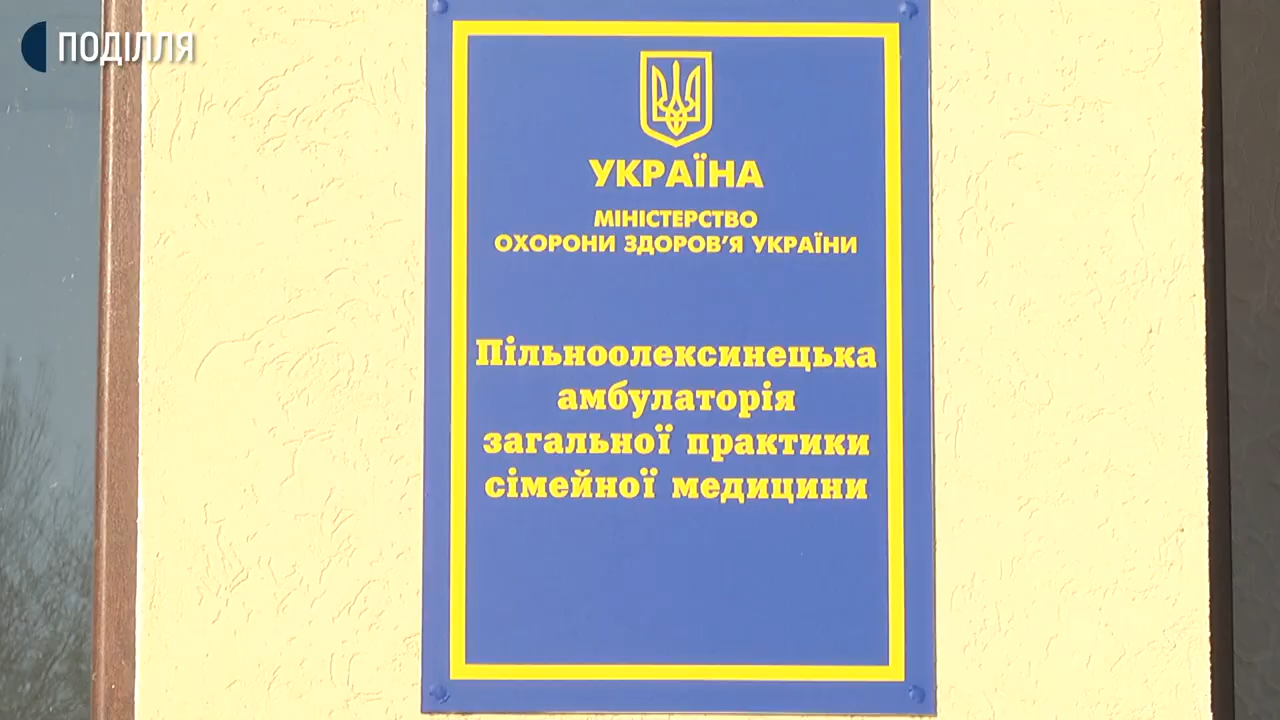 ПОДІЛЛЯ
УКРАЇНА
МІНІСТЕРСТВО
ОХОРОНИ ЗДОРОВ'Я УКРАЇНИ
Пільноолексинецька
амбулаторія
загальної практики
сімейної медицини